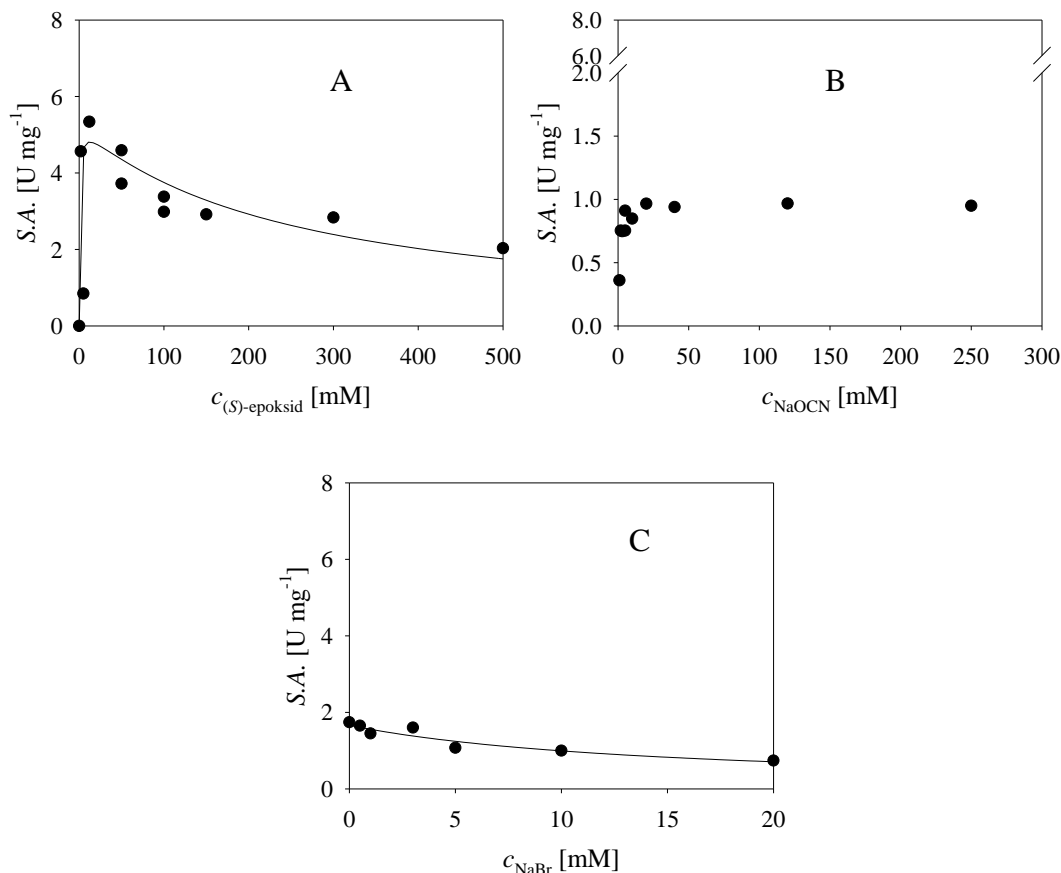 A
S.A. [U mg-1]
8
6
4
2
0
0 100 200 300 400 500
c(S)-epoksid [mM]
B
S.A. [U mg-1]
8.0
6.0
2.0
1.5
1.0
0.5
0.0
0 50 100 150 200 250 300
cNaOCN [mM]
C
S.A. [U mg-1]
8
6
4
2
0
0 5 10 15 20
cNaBr [mM]